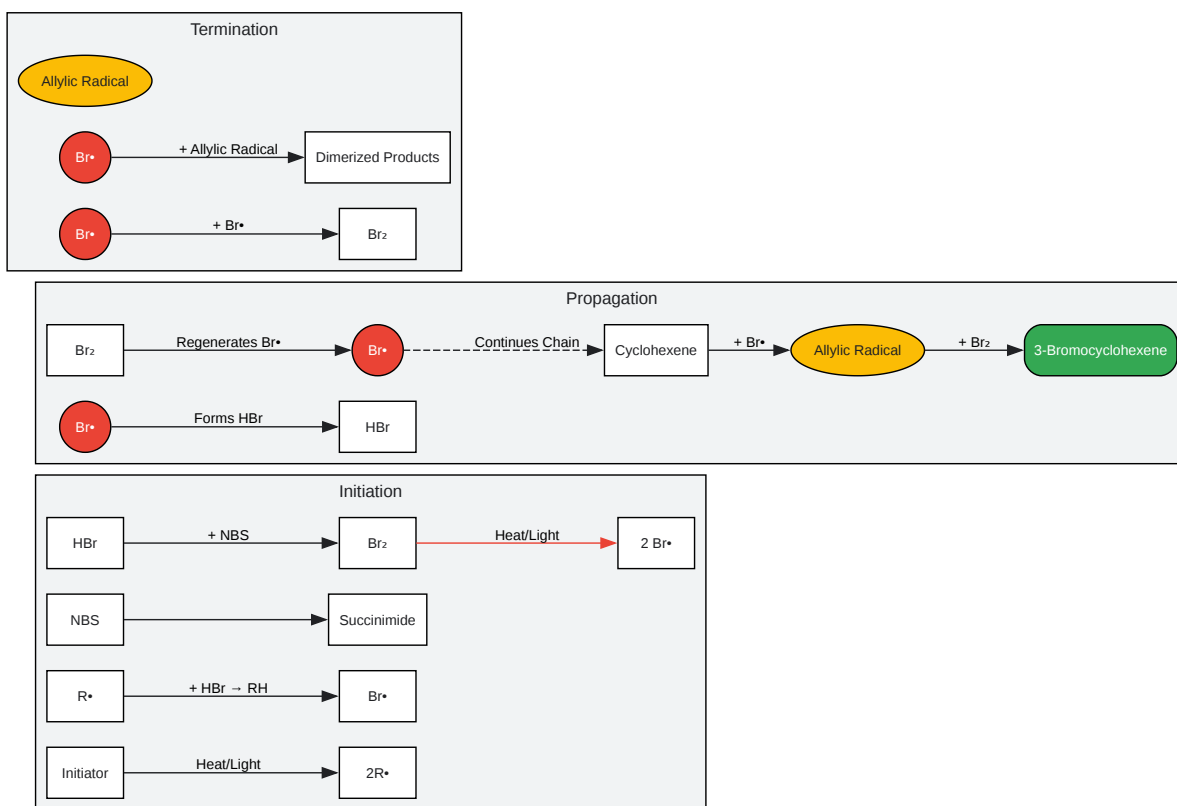 Termination
Allylic Radical
Br• + Allylic Radical Dimerized Products
Br• + Br• Br₂
Propagation
Br₂ Regenerates Br• Br• Continues Chain Cyclohexene + Br• Allylic Radical + Br₂ 3-Bromocyclohexene
Br• Forms HBr HBr
Initiation
HBr + NBS Br₂ Heat/Light 2 Br•
NBS Succinimide
R• + HBr → RH Br•
Initiator Heat/Light 2R•